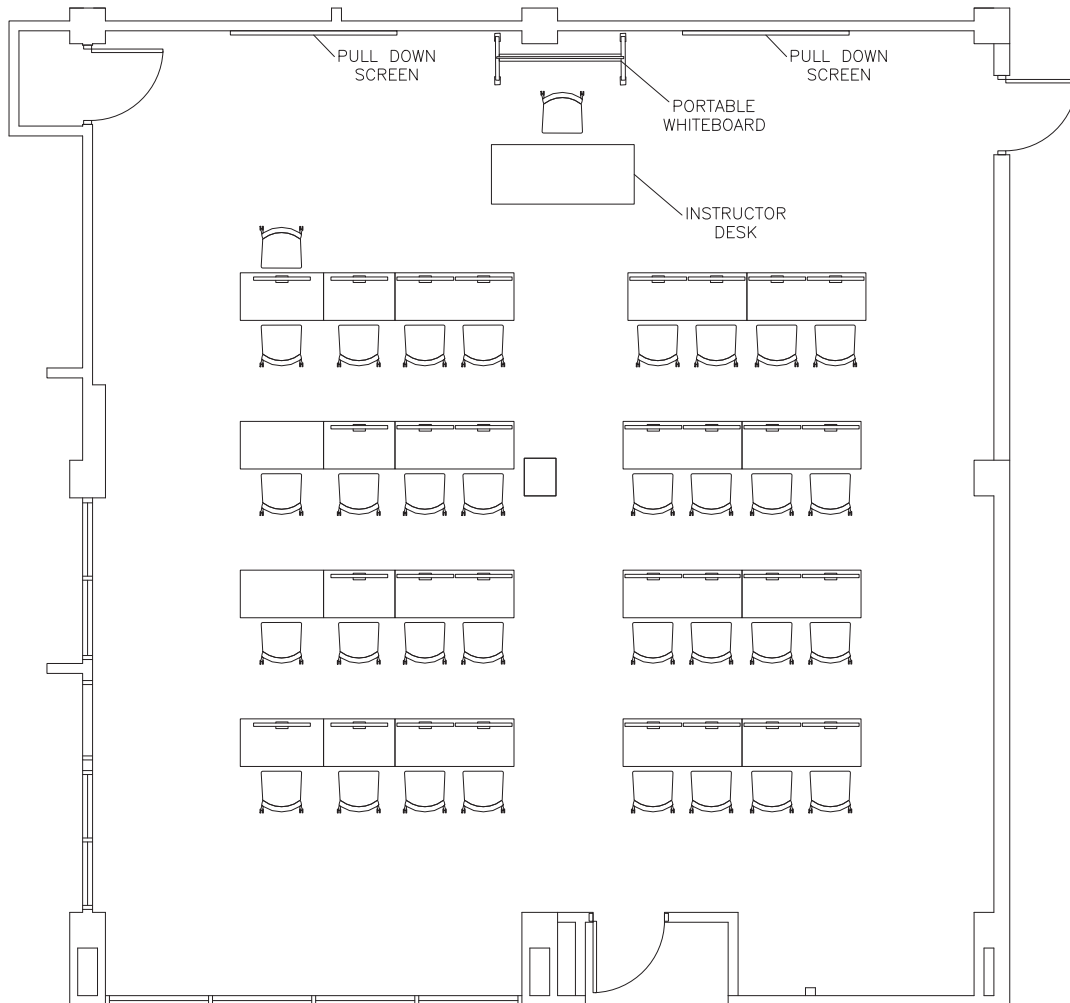 PULL DOWN
SCREEN
PULL DOWN
SCREEN
PORTABLE
WHITEBOARD
INSTRUCTOR
DESK